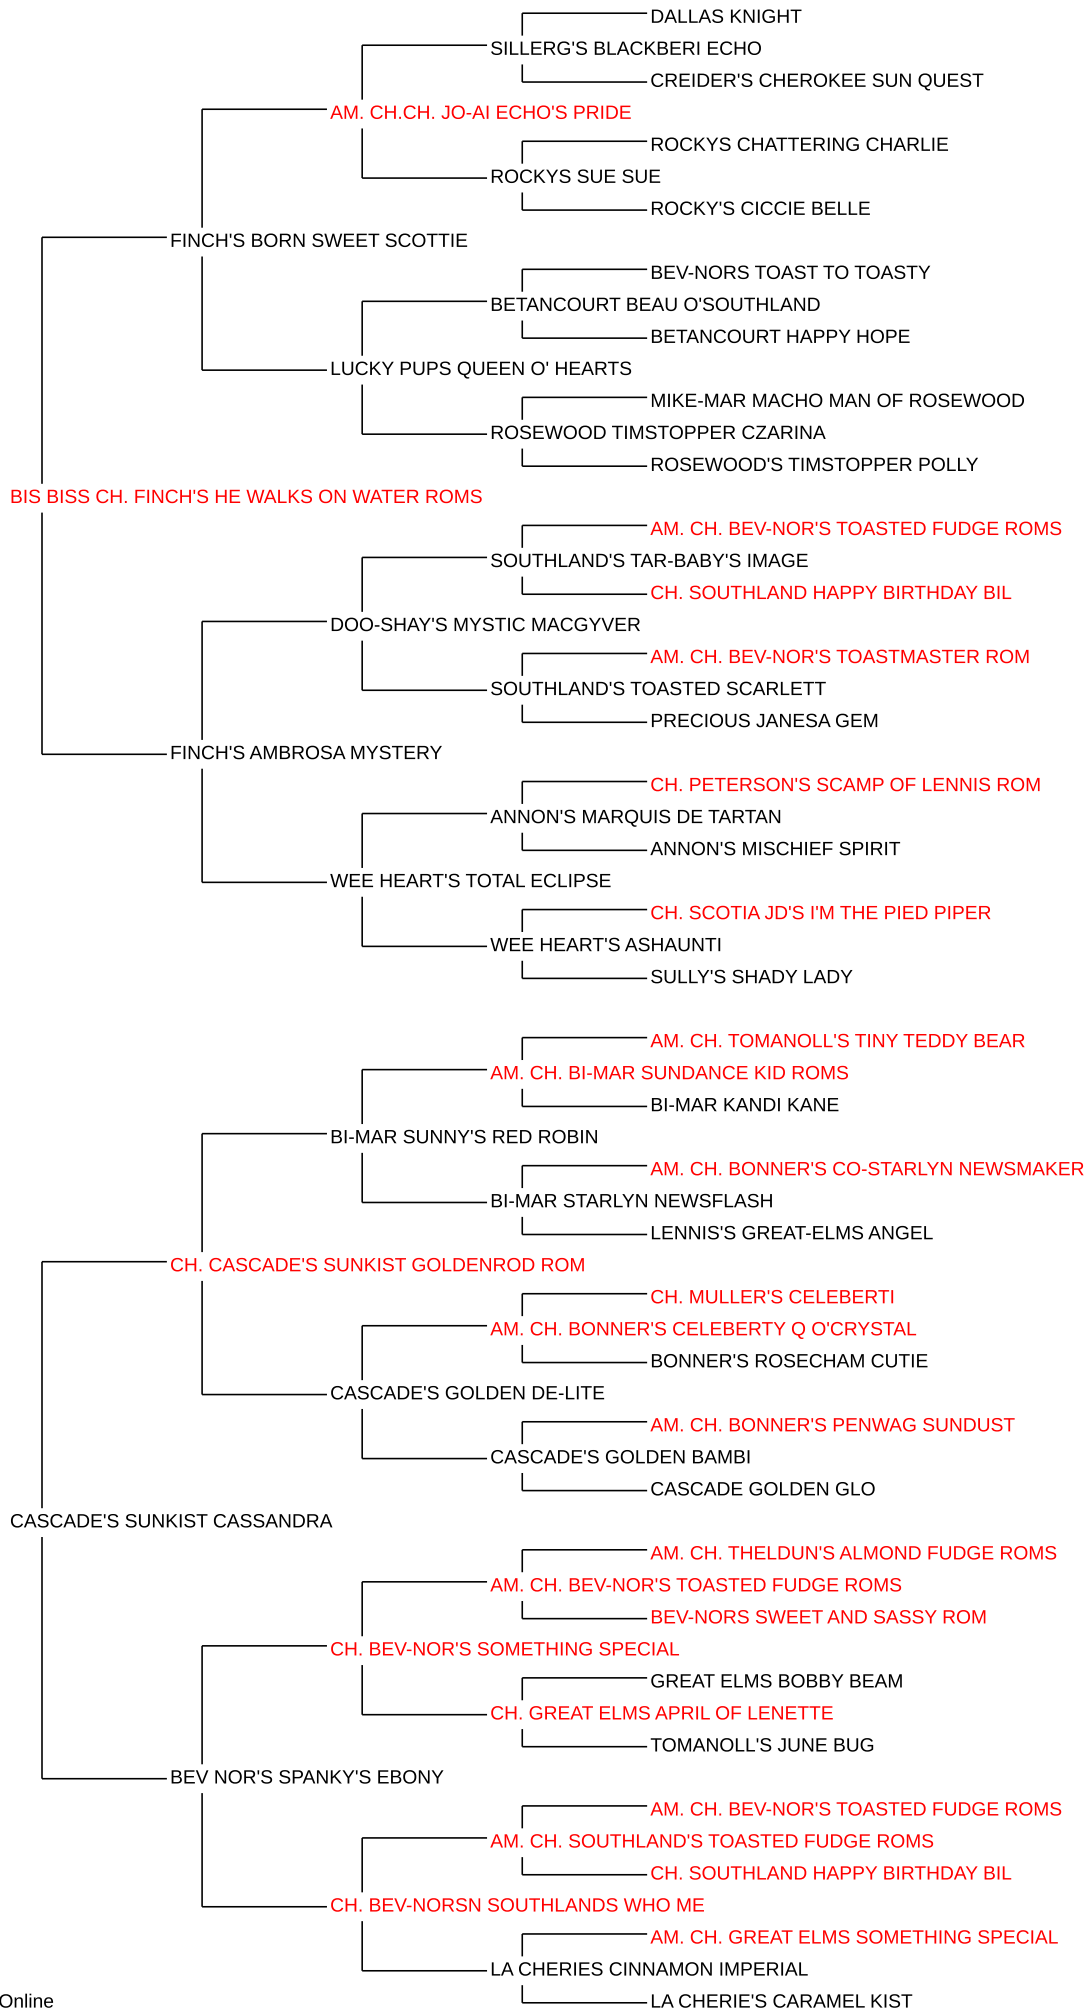 DALLAS KNIGHT
SILLERG'S BLACKBERI ECHO
CREIDER'S CHEROKEE SUN QUEST
AM. CH.CH. JO-AI ECHO'S PRIDE
ROCKYS CHATTERING CHARLIE
ROCKYS SUE SUE
ROCKY'S CICCIE BELLE
FINCH'S BORN SWEET SCOTTIE
BEV-NORS TOAST TO TOASTY
BETANCOURT BEAU O'SOUTHLAND
BETANCOURT HAPPY HOPE
LUCKY PUPS QUEEN O' HEARTS
MIKE-MAR MACHO MAN OF ROSEWOOD
ROSEWOOD TIMSTOPPER CZARINA
ROSEWOOD'S TIMSTOPPER POLLY
BIS BISS CH. FINCH'S HE WALKS ON WATER ROMS
AM. CH. BEV-NOR'S TOASTED FUDGE ROMS
SOUTHLAND'S TAR-BABY'S IMAGE
CH. SOUTHLAND HAPPY BIRTHDAY BIL
DOO-SHAY'S MYSTIC MACGYVER
AM. CH. BEV-NOR'S TOASTMASTER ROM
SOUTHLAND'S TOASTED SCARLETT
PRECIOUS JANESA GEM
FINCH'S AMBROSA MYSTERY
CH. PETERSON'S SCAMP OF LENNIS ROM
ANNON'S MARQUIS DE TARTAN
ANNON'S MISCHIEF SPIRIT
WEE HEART'S TOTAL ECLIPSE
CH. SCOTIA JD'S I'M THE PIED PIPER
WEE HEART'S ASHAUNTI
SULLY'S SHADY LADY
AM. CH. TOMANOLL'S TINY TEDDY BEAR
AM. CH. BI-MAR SUNDANCE KID ROMS
BI-MAR KANDI KANE
BI-MAR SUNNY'S RED ROBIN
AM. CH. BONNER'S CO-STARLYN NEWSMAKER
BI-MAR STARLYN NEWSFLASH
LENNIS'S GREAT-ELMS ANGEL
CH. CASCADE'S SUNKIST GOLDENROD ROM
CH. MULLER'S CELEBERTI
AM. CH. BONNER'S CELEBERTY Q O'CRYSTAL
BONNER'S ROSECHAM CUTIE
CASCADE'S GOLDEN DE-LITE
AM. CH. BONNER'S PENWAG SUNDUST
CASCADE'S GOLDEN BAMBI
CASCADE GOLDEN GLO
CASCADE'S SUNKIST CASSANDRA
AM. CH. THELDUN'S ALMOND FUDGE ROMS
AM. CH. BEV-NOR'S TOASTED FUDGE ROMS
BEV-NORS SWEET AND SASSY ROM
CH. BEV-NOR'S SOMETHING SPECIAL
GREAT ELMS BOBBY BEAM
CH. GREAT ELMS APRIL OF LENETTE
TOMANOLL'S JUNE BUG
BEV NOR'S SPANKY'S EBONY
AM. CH. BEV-NOR'S TOASTED FUDGE ROMS
AM. CH. SOUTHLAND'S TOASTED FUDGE ROMS
CH. SOUTHLAND HAPPY BIRTHDAY BIL
CH. BEV-NORSN SOUTHLANDS WHO ME
AM. CH. GREAT ELMS SOMETHING SPECIAL
LA CHERIES CINNAMON IMPERIAL
LA CHERIE'S CARAMEL KIST
Online